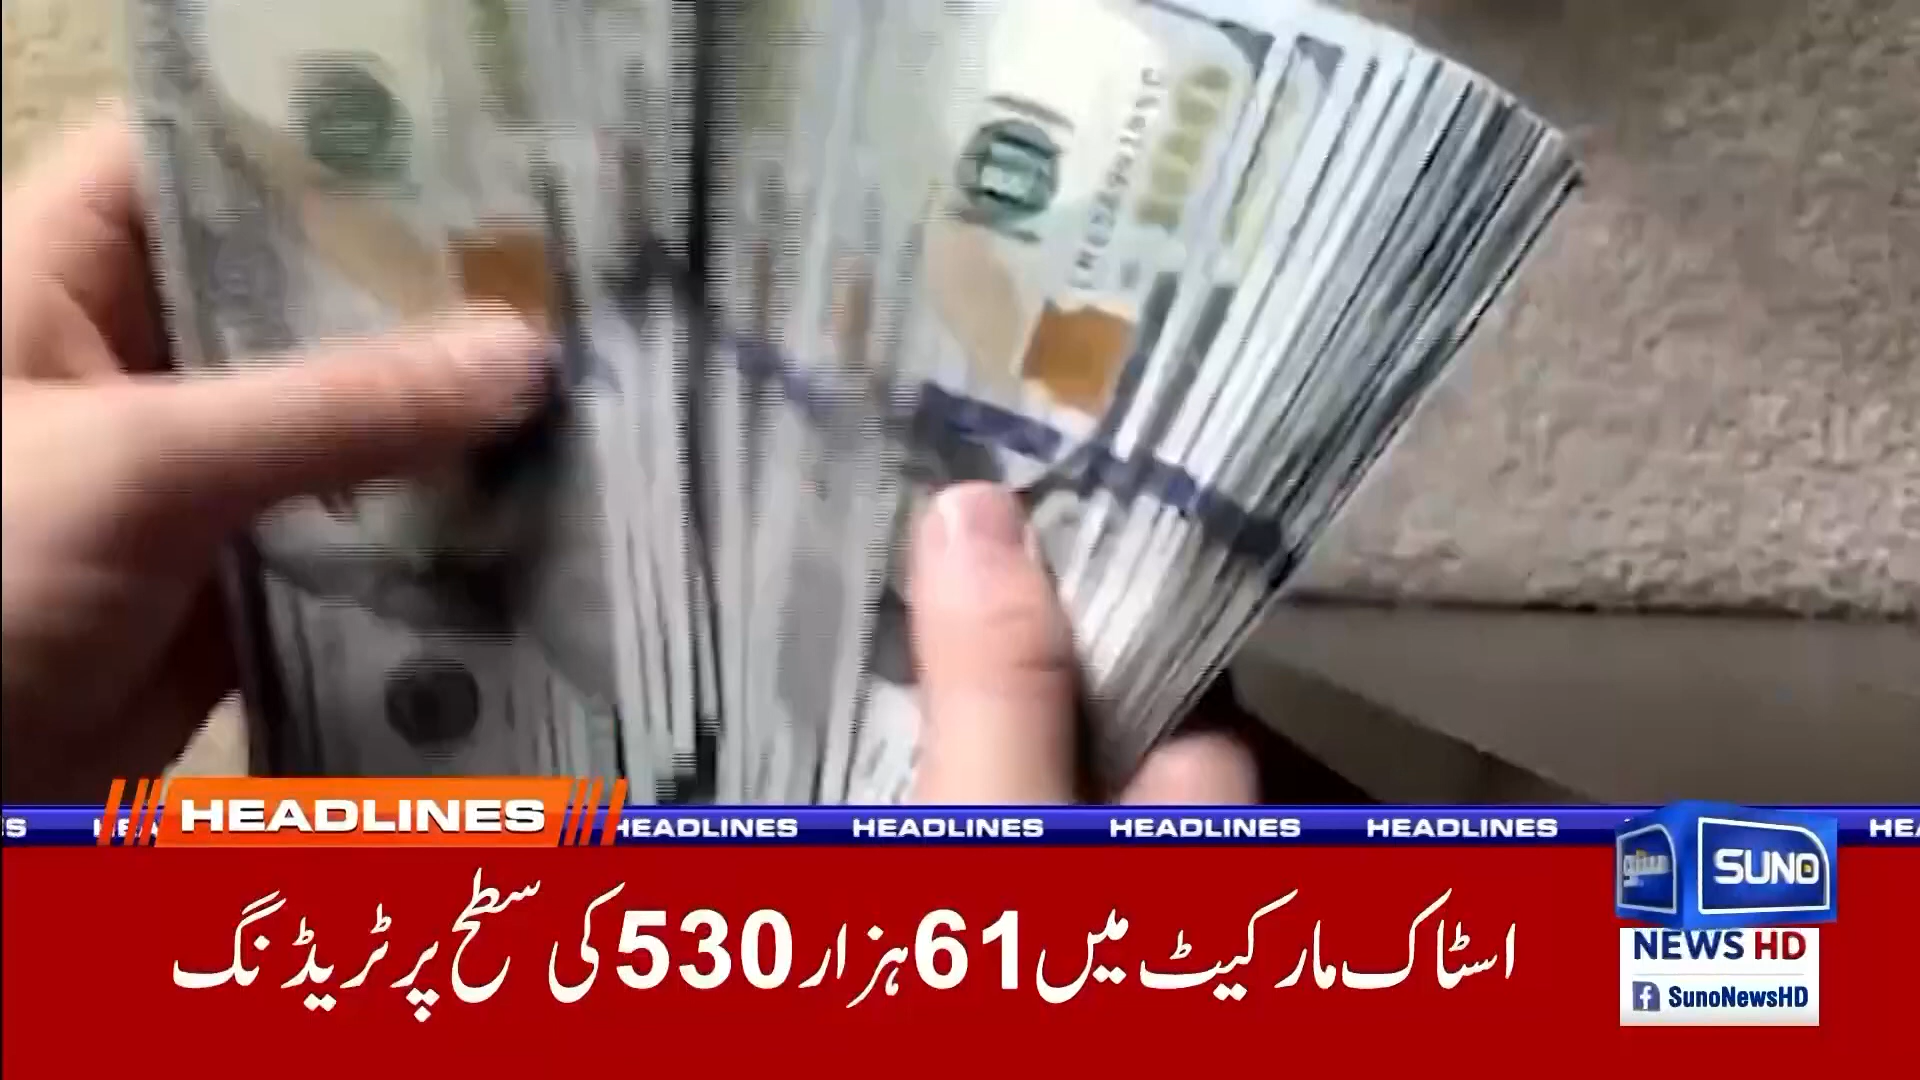 HEADLINES
HEADLINES HEADLINES HEADLINES HEADLINES
SUNO
NEWS HD
SunoNewsHD
اسٹاک مارکیٹ میں 61 ہزار 530 کی سطح پر ٹریڈنگ